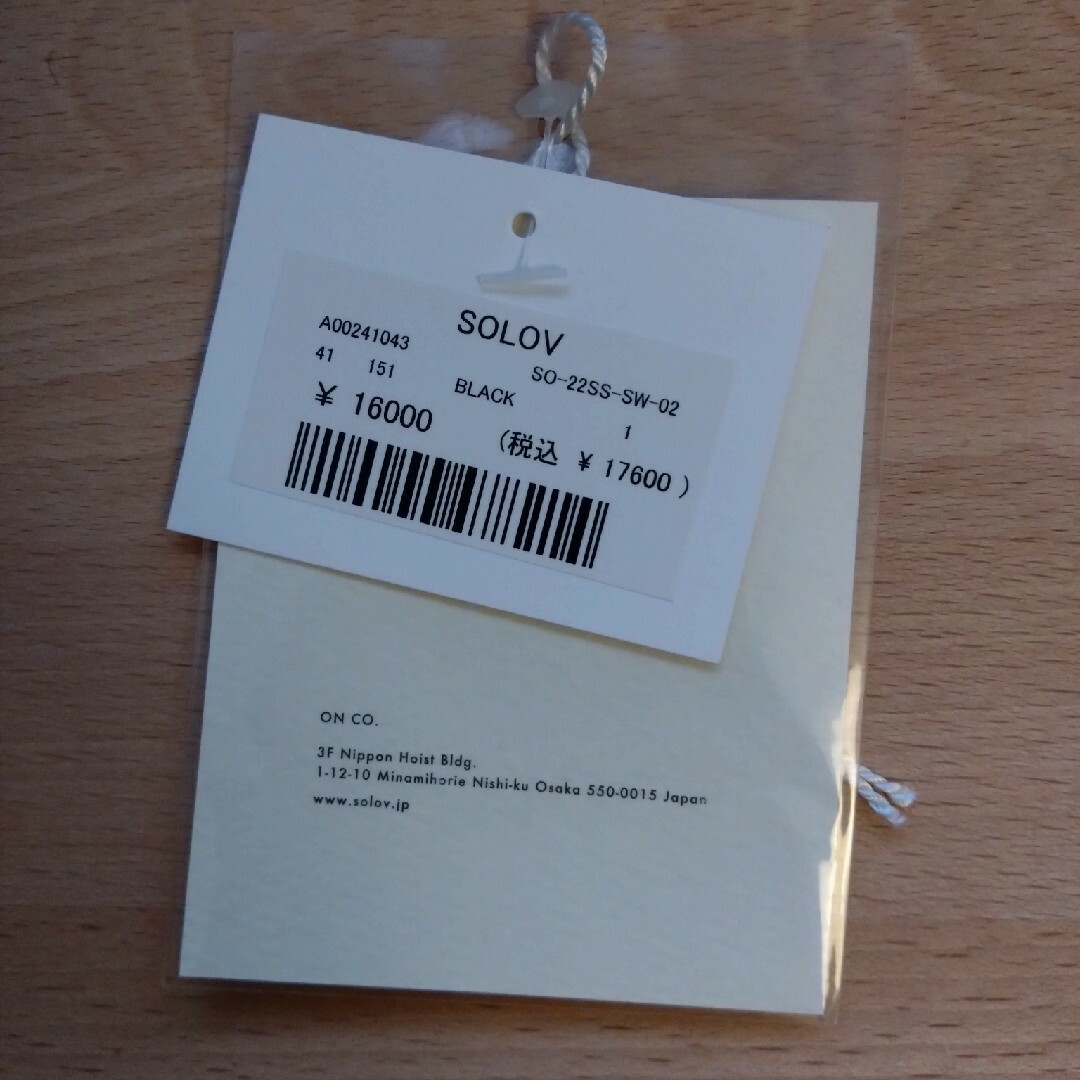 SOLOV
A00241043
SO-22SS-SW-02
41 151
BLACK
1
¥ 16000
(税込 ¥ 17600 )
ON CO.
3F Nippon Hoist Bldg.
1-12-10 Minamihorie Nishi-ku Osaka 550-0015 Japan
www.solov.jp